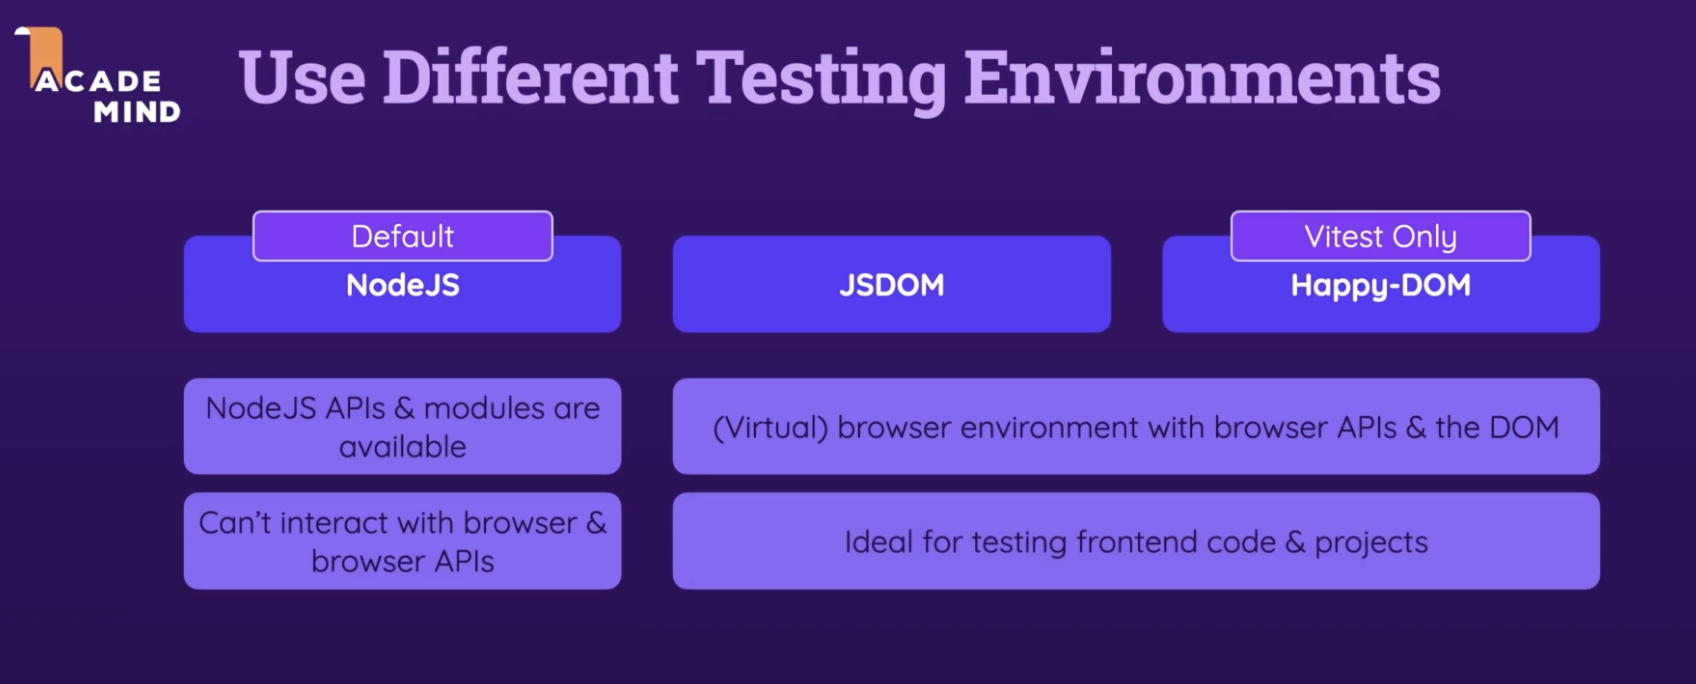 ACADE
MIND
Use Different Testing Environments
Default
NodeJS
JSDOM
Vitest Only
Happy-DOM
NodeJS APIs & modules are
available
(Virtual) browser environment with browser APIs & the DOM
Can’t interact with browser &
browser APIs
Ideal for testing frontend code & projects